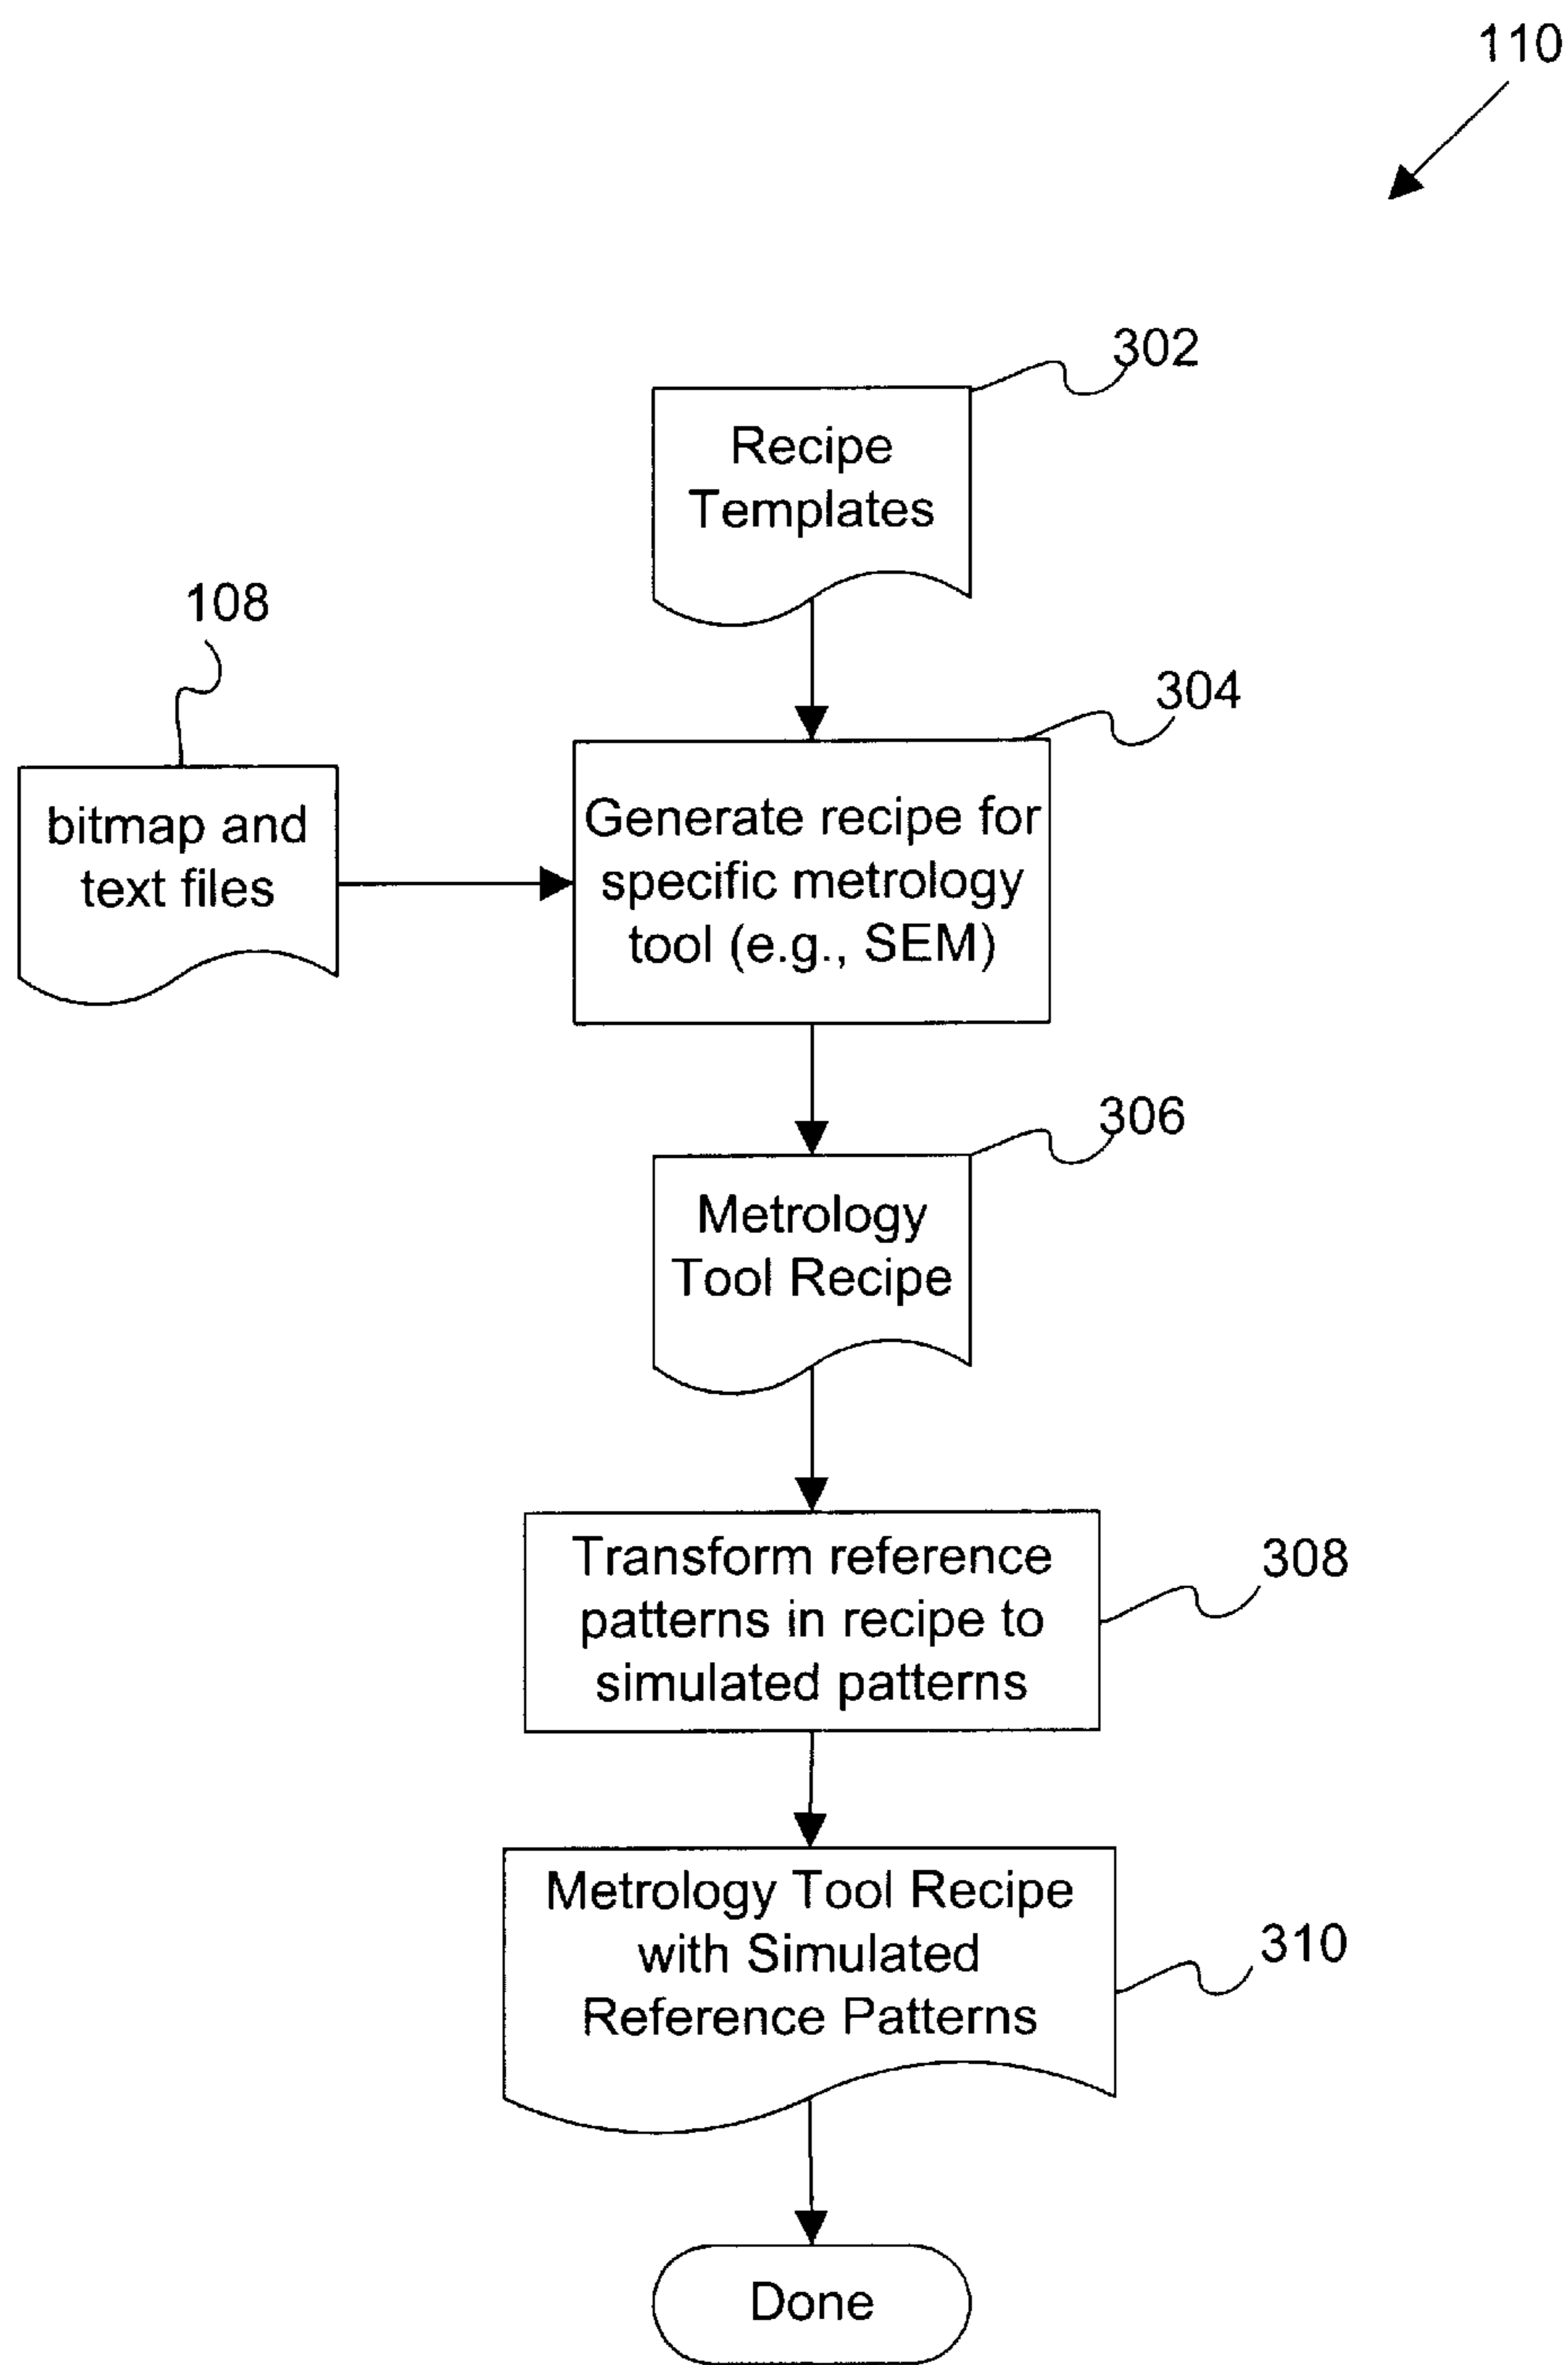 110
302
Recipe
Templates
108
304
bitmap and
text files
Generate recipe for
specific metrology
tool (e.g., SEM)
306
Metrology
Tool Recipe
Transform reference
patterns in recipe to
simulated patterns
308
Metrology Tool Recipe
with Simulated
Reference Patterns
310
Done